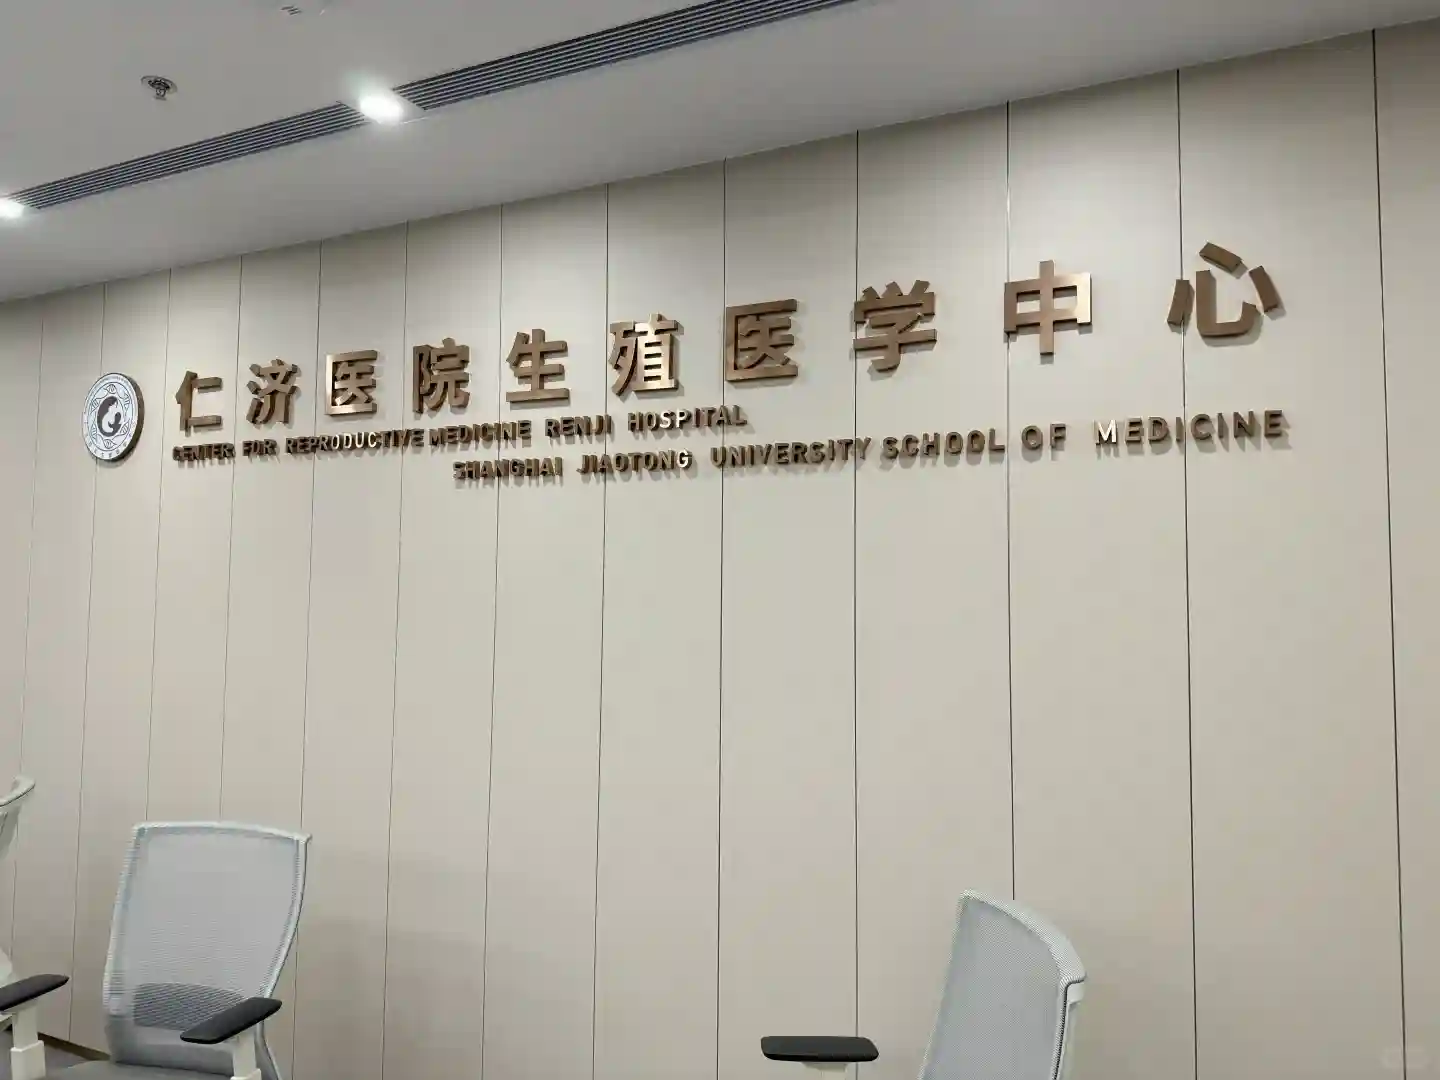 仁济医院生殖医学中心
CENTER FOR REPRODUCTIVE MEDICINE RENJI HOSPITAL
SHANGHAI JIAOTONG UNIVERSITY SCHOOL OF MEDICINE